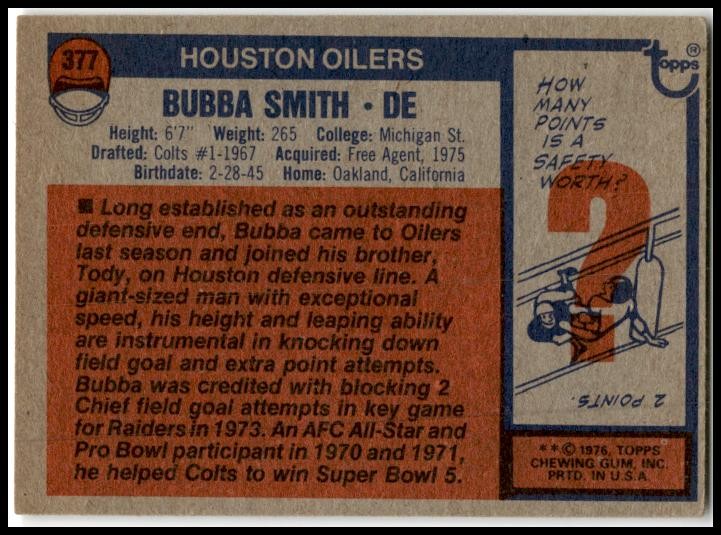 377
HOUSTON OILERS
topps®
BUBBA SMITH • DE
Height: 6'7" Weight: 265 College: Michigan St.
Drafted: Colts #1-1967 Acquired: Free Agent, 1975
Birthdate: 2-28-45 Home: Oakland, California
■ Long established as an outstanding
defensive end, Bubba came to Oilers
last season and joined his brother,
Tody, on Houston defensive line. A
giant-sized man with exceptional
speed, his height and leaping ability
are instrumental in knocking down
field goal and extra point attempts.
Bubba was credited with blocking 2
Chief field goal attempts in key game
for Raiders in 1973. An AFC All-Star and
Pro Bowl participant in 1970 and 1971,
he helped Colts to win Super Bowl 5.
HOW
MANY
POINTS
IS A
SAFETY
WORTH?
?
2 POINTS.
**© 1976, TOPPS
CHEWING GUM, INC.
PRTD. IN U.S.A.